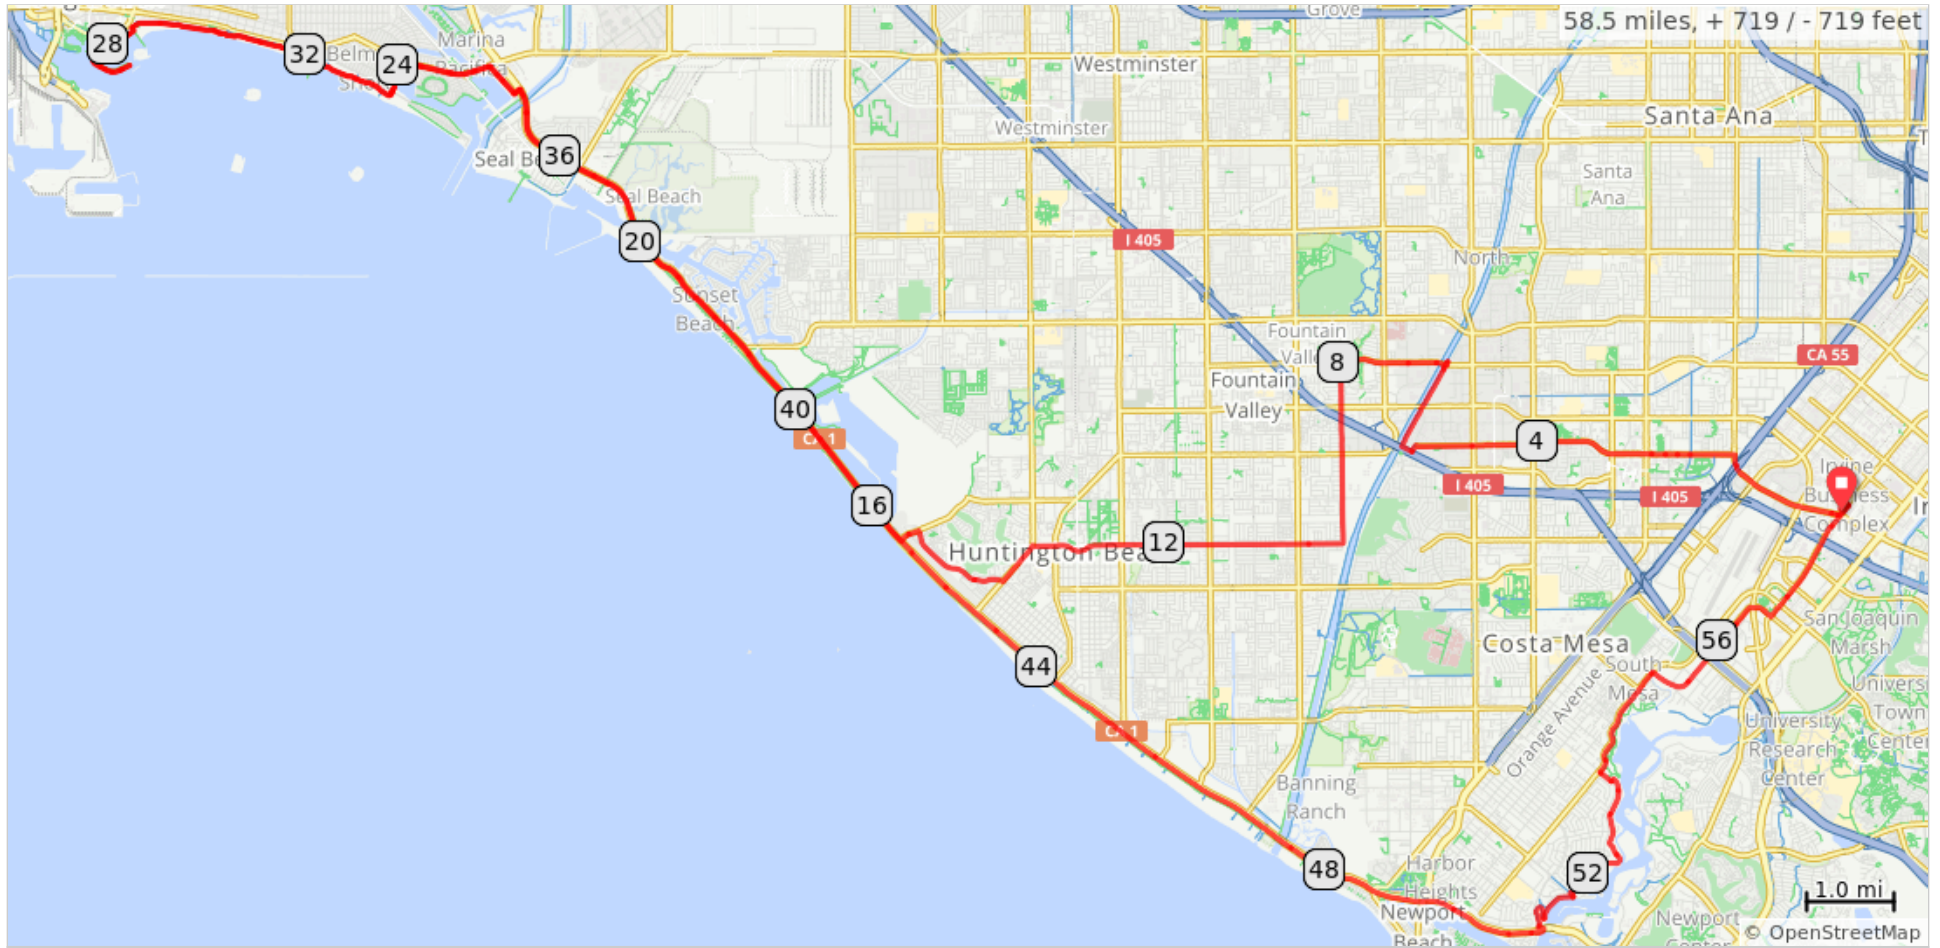 Grove
58.5 miles, + 719 / - 719 feet
28
32
Belm
24
Marina
Pacifica
Westminster
Santa Ana
Westminster
36
Seal Be
Santa
Ana
Seal Beach
20
I 405
North
Sunset
Beach
Fountain
8
CA 55
Fountain
Valley
40
CA 1
4
Irvine
Business
Complex
I 405
I 405
16
Huntington Bea
12
San Joaquin
Marsh
Costa Mesa
56
South
Mesa
44
Orange Avenue
Univers
Town
Center
University
Research
Center
CA 1
Banning
Ranch
48
Harbor
Heights
52
1.0 mi
Newport
Beach
Newport
© OpenStreetMap